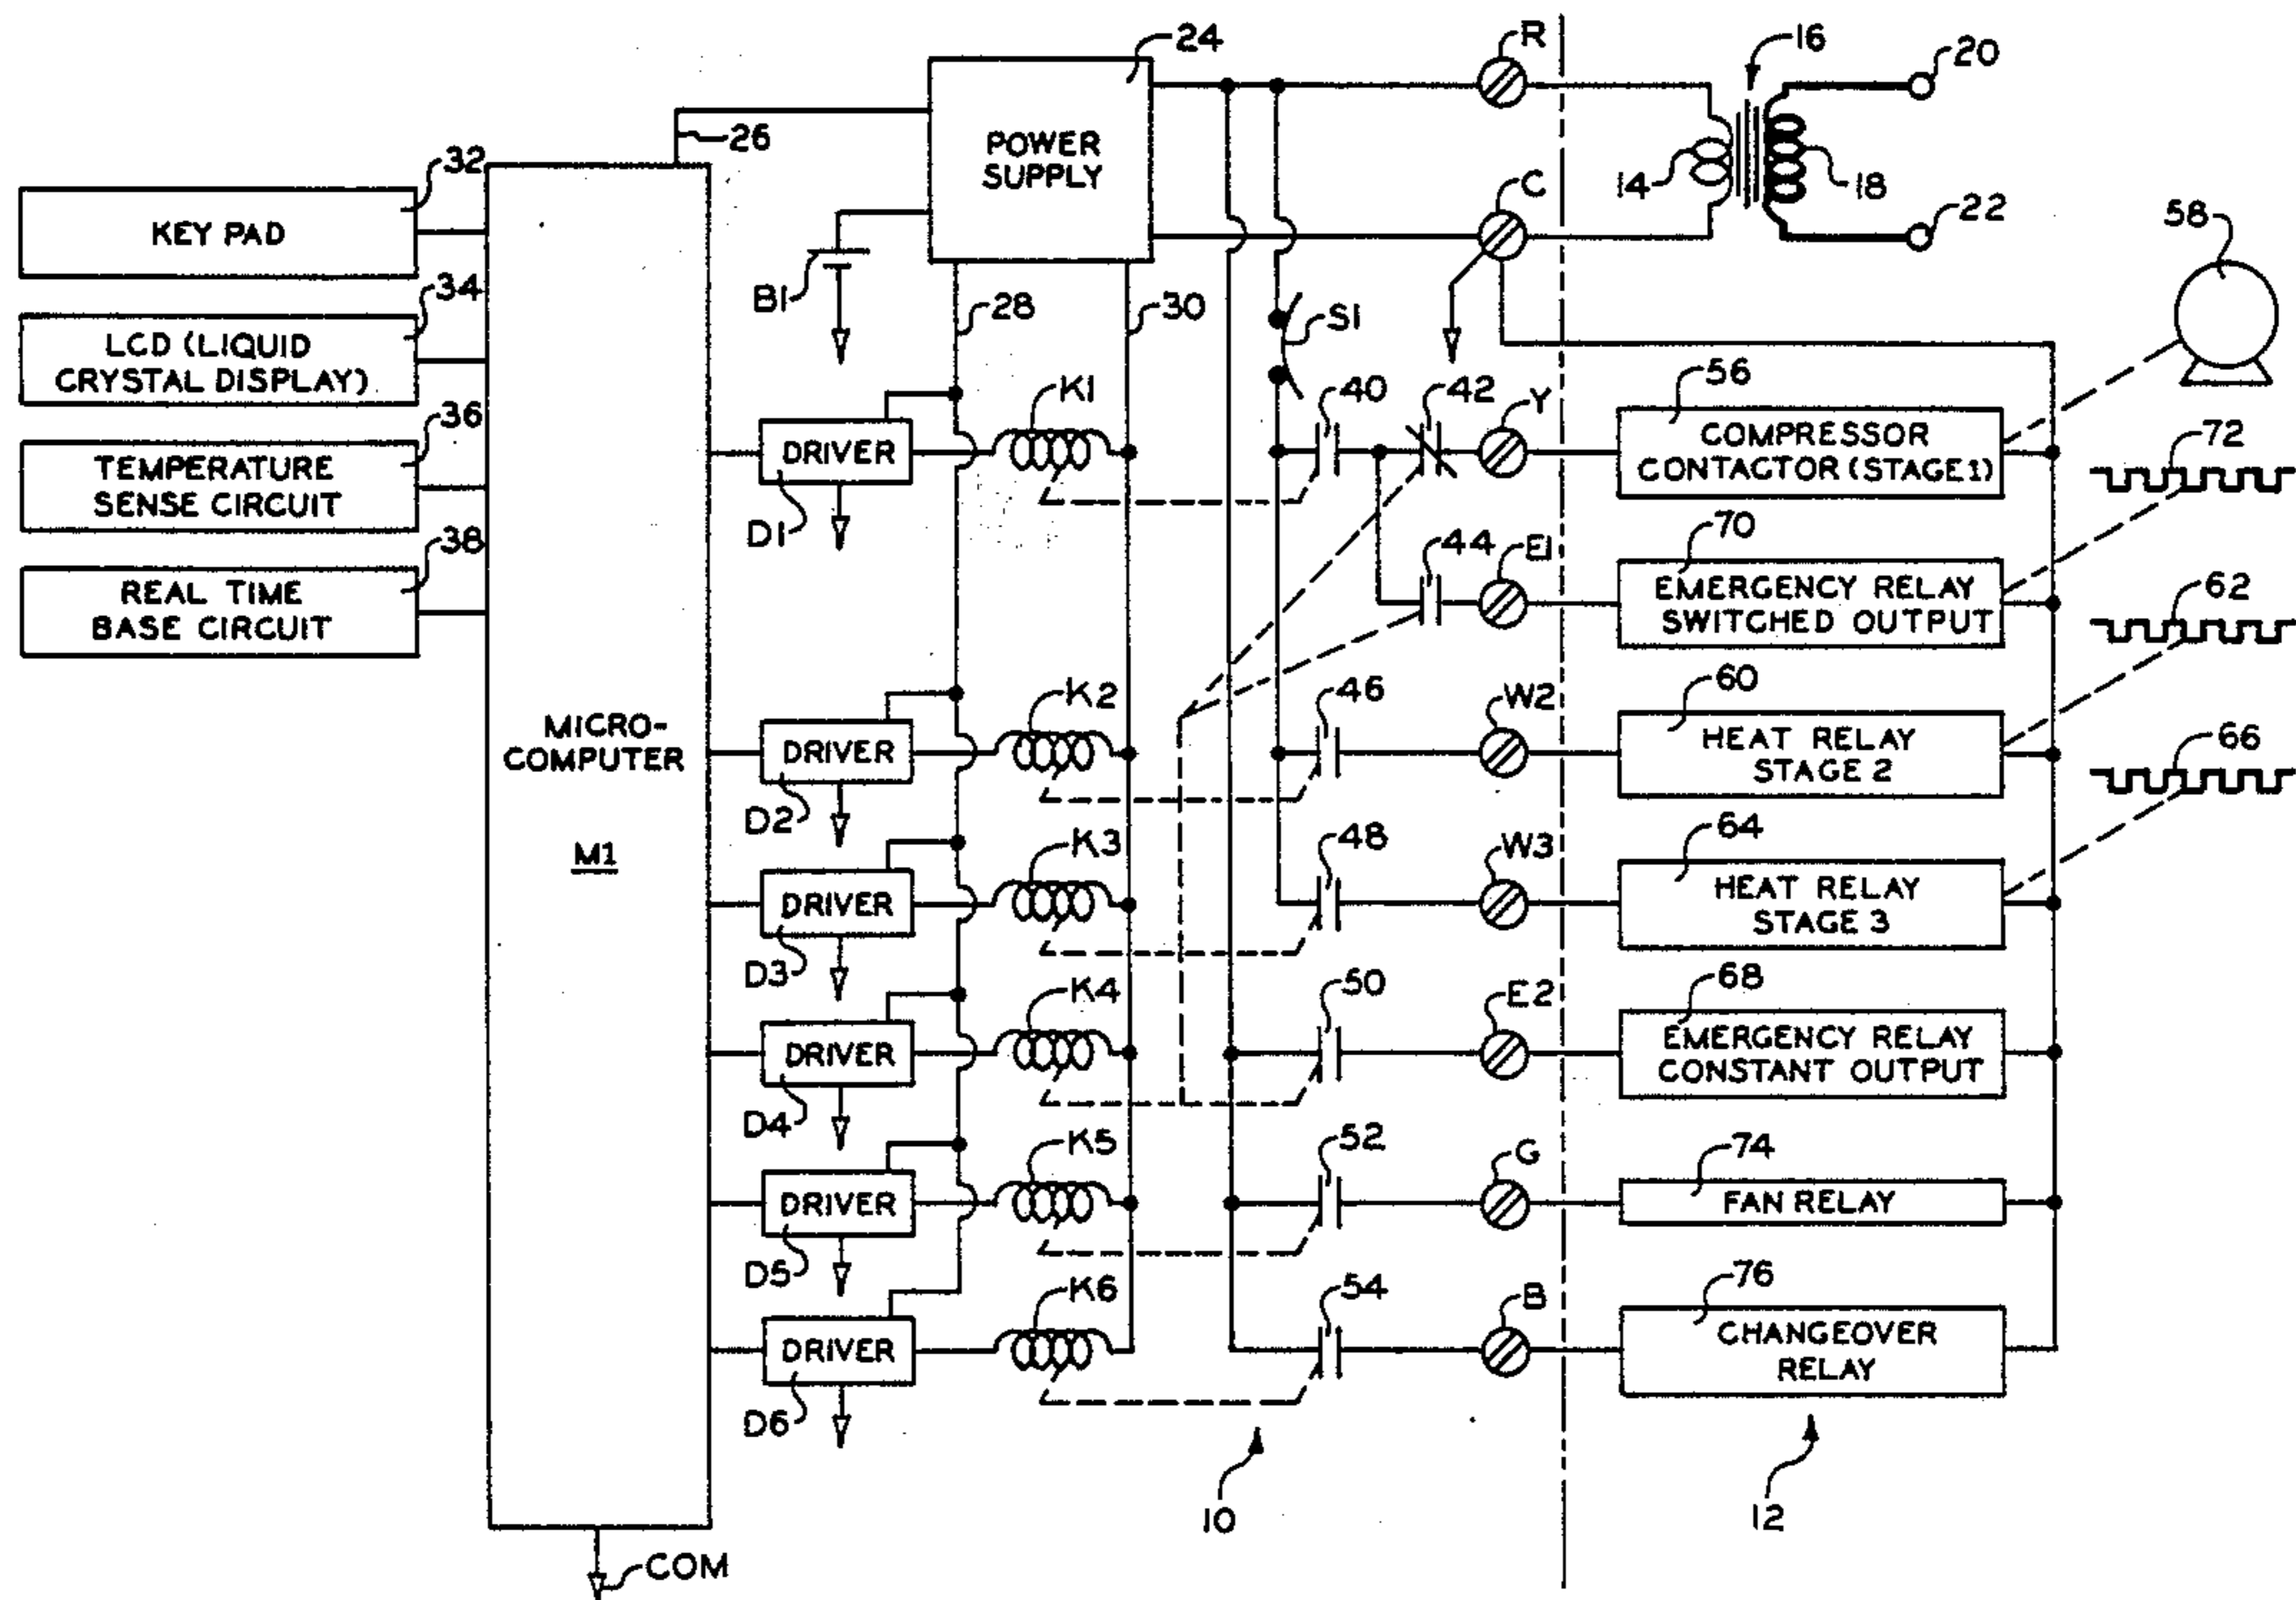 24
R
16
20
POWER
SUPPLY
26
14
18
C
22
58
32
KEY PAD
34
LCD (LIQUID
CRYSTAL DISPLAY)
36
TEMPERATURE
SENSE CIRCUIT
38
REAL TIME
BASE CIRCUIT
MICRO-
COMPUTER
M1
COM
B1
28
30
S1
K1
40
42
Y
56
COMPRESSOR
CONTACTOR (STAGE 1)
72
DRIVER
D1
44
E1
70
EMERGENCY RELAY
SWITCHED OUTPUT
62
K2
46
W2
60
HEAT RELAY
STAGE 2
66
DRIVER
D2
K3
48
W3
64
HEAT RELAY
STAGE 3
DRIVER
D3
K4
50
E2
68
EMERGENCY RELAY
CONSTANT OUTPUT
DRIVER
D4
K5
52
G
74
FAN RELAY
DRIVER
D5
K6
54
B
76
CHANGEOVER
RELAY
DRIVER
D6
10
12